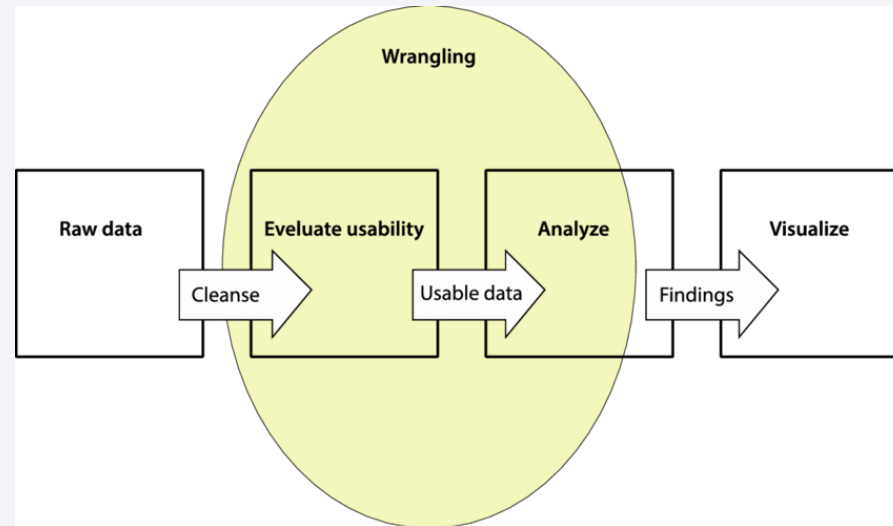 Wrangling
Raw data
Eveluate usability
Analyze
Visualize
Cleanse
Usable data
Findings